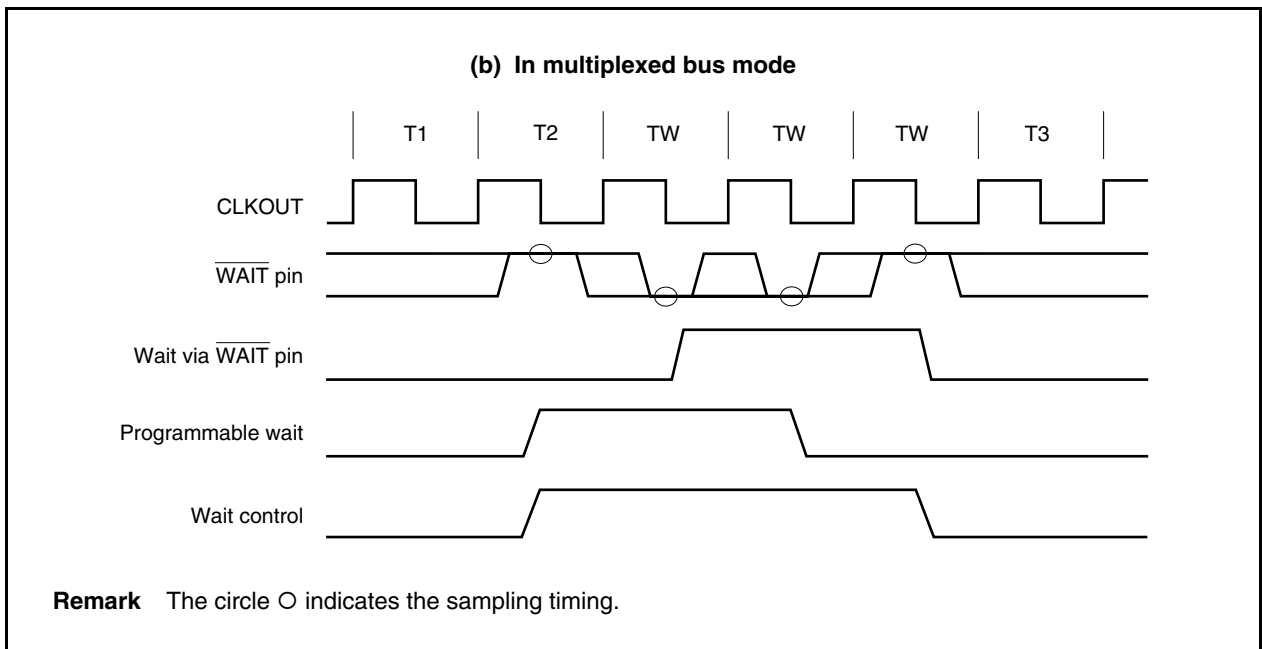 (b) In multiplexed bus mode
T1 T2 TW TW TW T3
CLKOUT
WAIT pin
Wait via WAIT pin
Programmable wait
Wait control
Remark The circle ○ indicates the sampling timing.